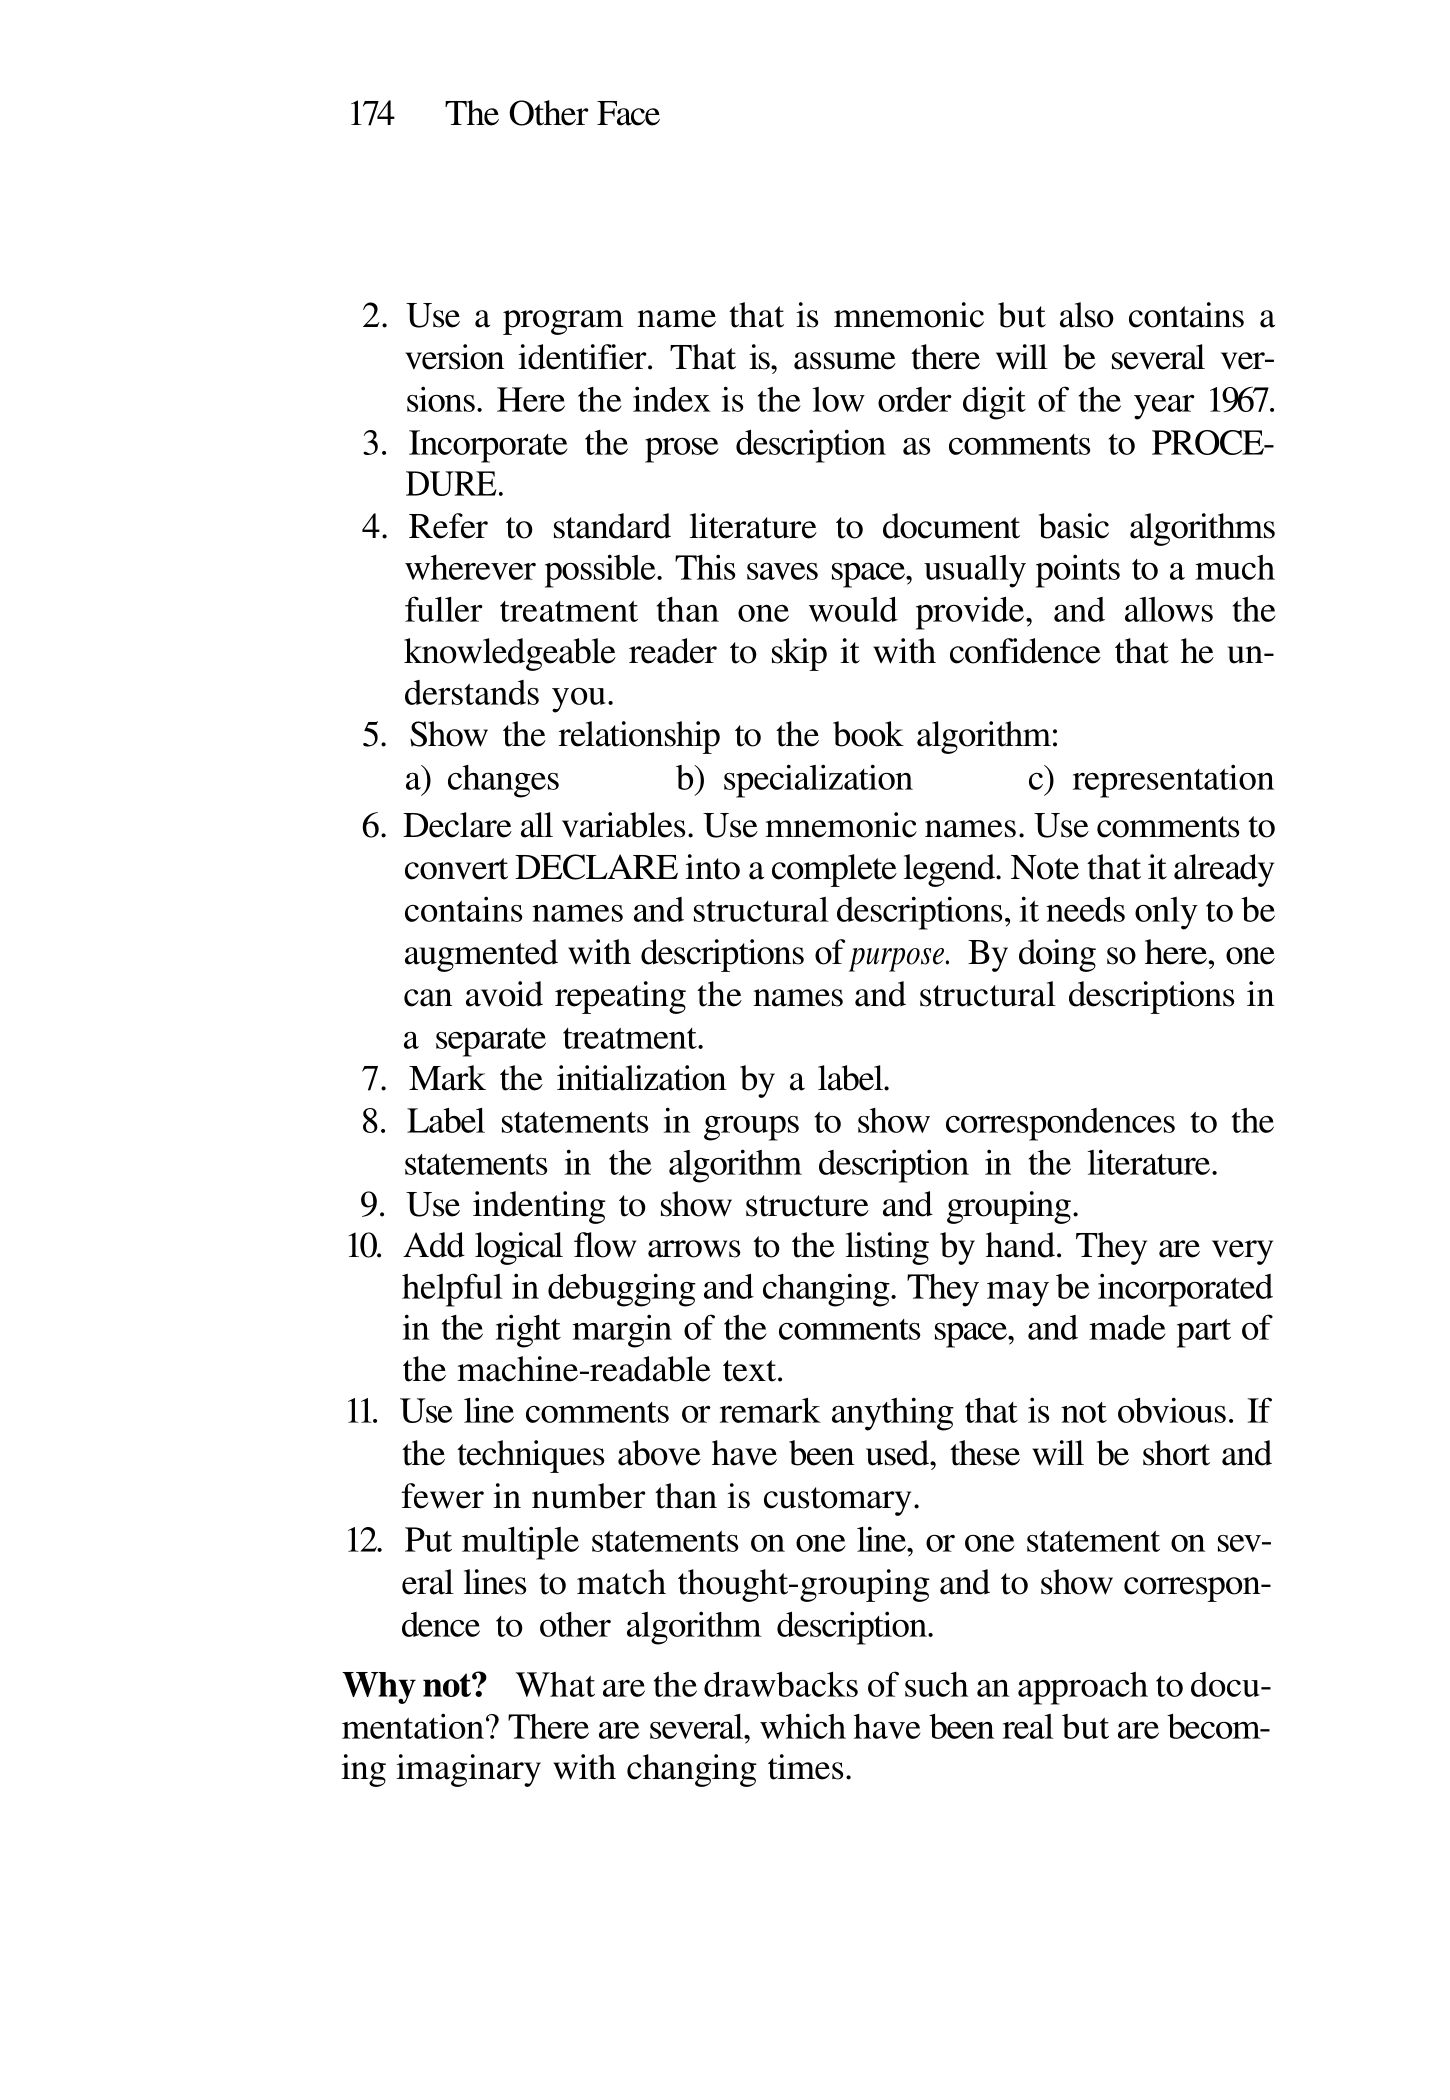 174 The Other Face
2. Use a program name that is mnemonic but also contains a
version identifier. That is, assume there will be several ver-
sions. Here the index is the low order digit of the year 1967.
3. Incorporate the prose description as comments to PROCE-
DURE.
4. Refer to standard literature to document basic algorithms
wherever possible. This saves space, usually points to a much
fuller treatment than one would provide, and allows the
knowledgeable reader to skip it with confidence that he un-
derstands you.
5. Show the relationship to the book algorithm:
a) changes b) specialization c) representation
6. Declare all variables. Use mnemonic names. Use comments to
convert DECLARE into a complete legend. Note that it already
contains names and structural descriptions, it needs only to be
augmented with descriptions of purpose. By doing so here, one
can avoid repeating the names and structural descriptions in
a separate treatment.
7. Mark the initialization by a label.
8. Label statements in groups to show correspondences to the
statements in the algorithm description in the literature.
9. Use indenting to show structure and grouping.
10. Add logical flow arrows to the listing by hand. They are very
helpful in debugging and changing. They may be incorporated
in the right margin of the comments space, and made part of
the machine-readable text.
11. Use line comments or remark anything that is not obvious. If
the techniques above have been used, these will be short and
fewer in number than is customary.
12. Put multiple statements on one line, or one statement on sev-
eral lines to match thought-grouping and to show correspon-
dence to other algorithm description.
Why not? What are the drawbacks of such an approach to docu-
mentation? There are several, which have been real but are becom-
ing imaginary with changing times.